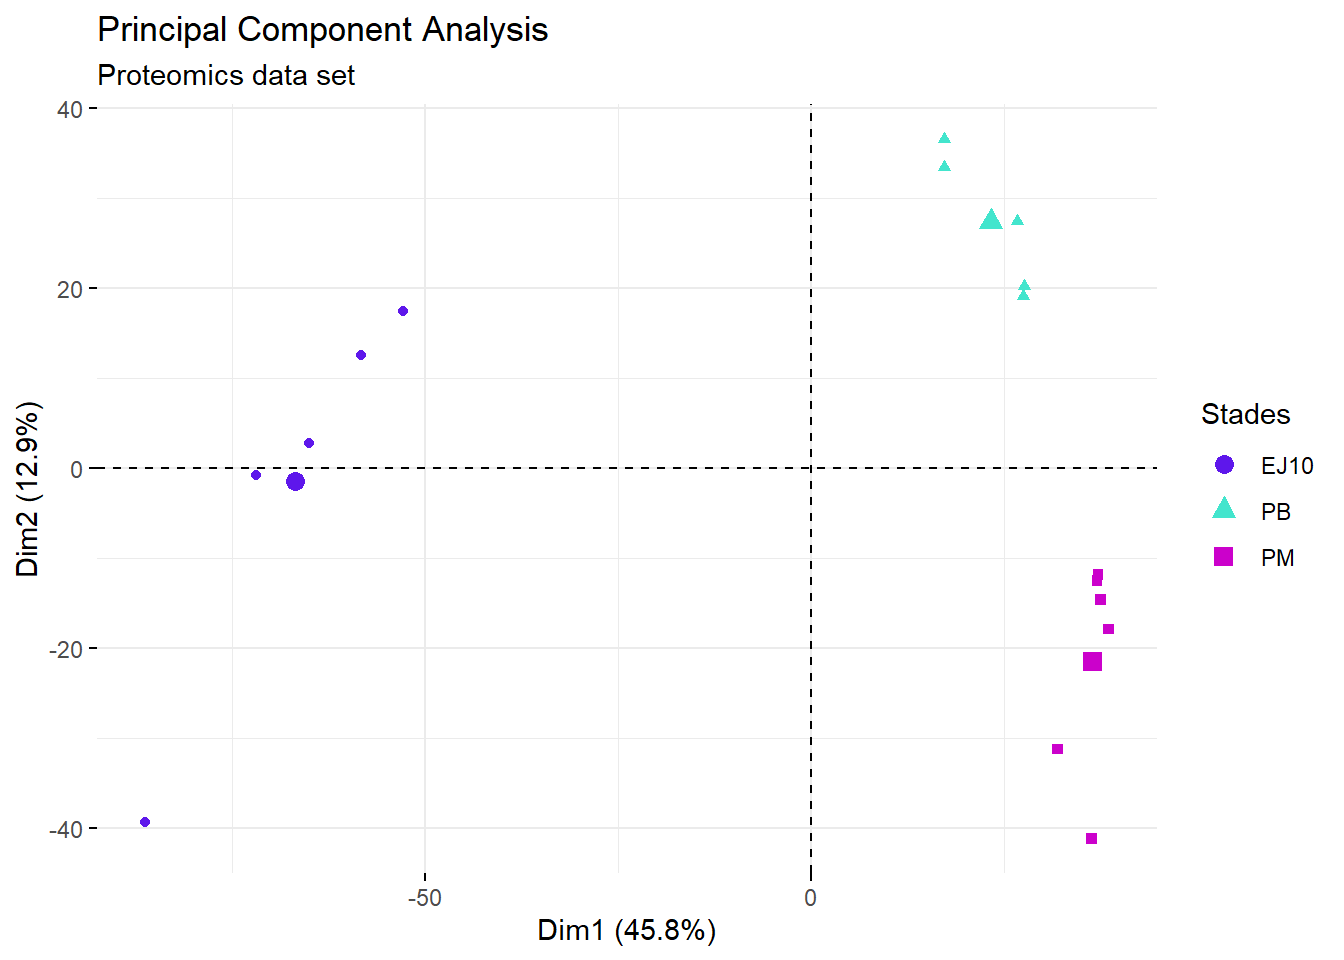 Principal Component Analysis
Proteomics data set
40
20
0
-20
-40
Dim2 (12.9%)
-50
0
Dim1 (45.8%)
Stades
EJ10
PB
PM